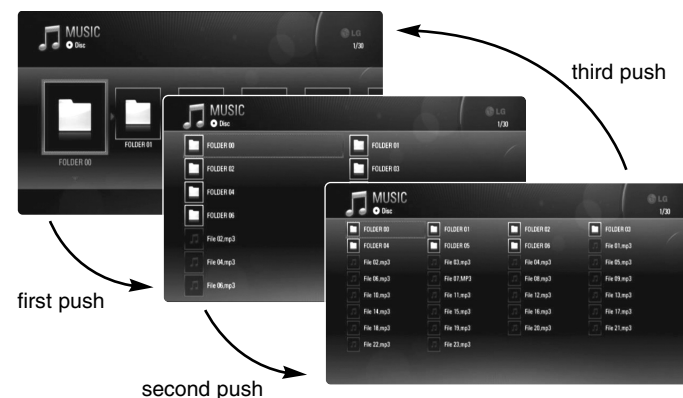 MUSIC
Disc
LG
1/30
FOLDER 00
FOLDER 01
third push
MUSIC
Disc
LG
1/30
FOLDER 00 FOLDER 01
FOLDER 02 FOLDER 03
FOLDER 04
FOLDER 06
File 02.mp3
File 04.mp3
File 06.mp3
first push
MUSIC
Disc
LG
1/30
FOLDER 00 FOLDER 01 FOLDER 02 FOLDER 03
FOLDER 04 FOLDER 05 FOLDER 06 File 01.mp3
File 02.mp3 File 03.mp3 File 04.mp3 File 05.mp3
File 06.mp3 File 07.MP3 File 08.mp3 File 09.mp3
File 10.mp3 File 11.mp3 File 12.mp3 File 13.mp3
File 14.mp3 File 15.mp3 File 16.mp3 File 17.mp3
File 18.mp3 File 19.mp3 File 20.mp3 File 21.mp3
File 22.mp3 File 23.mp3
second push